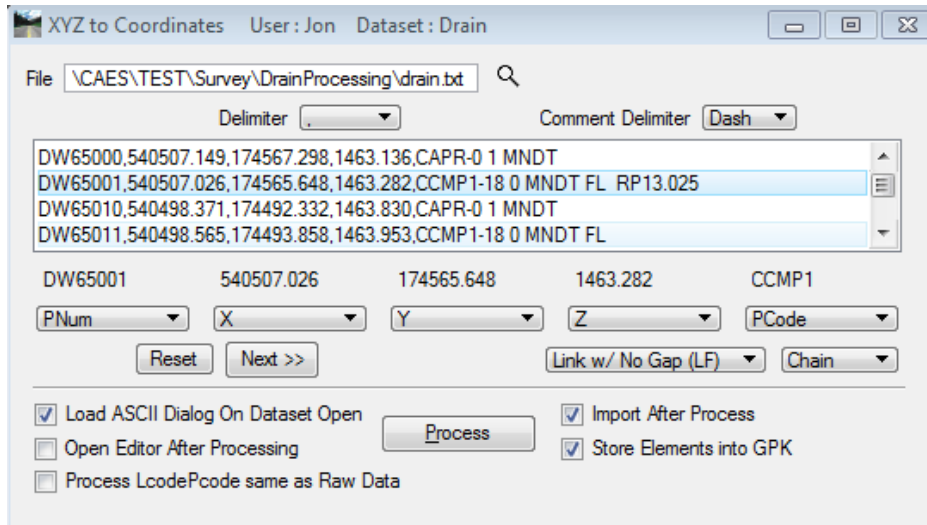 XYZ to Coordinates User : Jon Dataset : Drain
File \CAES\TEST\Survey\DrainProcessing\drain.txt
Delimiter , Comment Delimiter Dash
DW65000,540507.149,174567.298,1463.136,CAPR-0 1 MNDT
DW65001,540507.026,174565.648,1463.282,CCMP1-18 0 MNDT FL RP13.025
DW65010,540498.371,174492.332,1463.830,CAPR-0 1 MNDT
DW65011,540498.565,174493.858,1463.953,CCMP1-18 0 MNDT FL
DW65001 540507.026 174565.648 1463.282 CCMP1
PNum X Y Z PCode
Reset Next >> Link w/ No Gap (LF) Chain
Load ASCII Dialog On Dataset Open Process Import After Process
Open Editor After Processing Store Elements into GPK
Process LcodePcode same as Raw Data